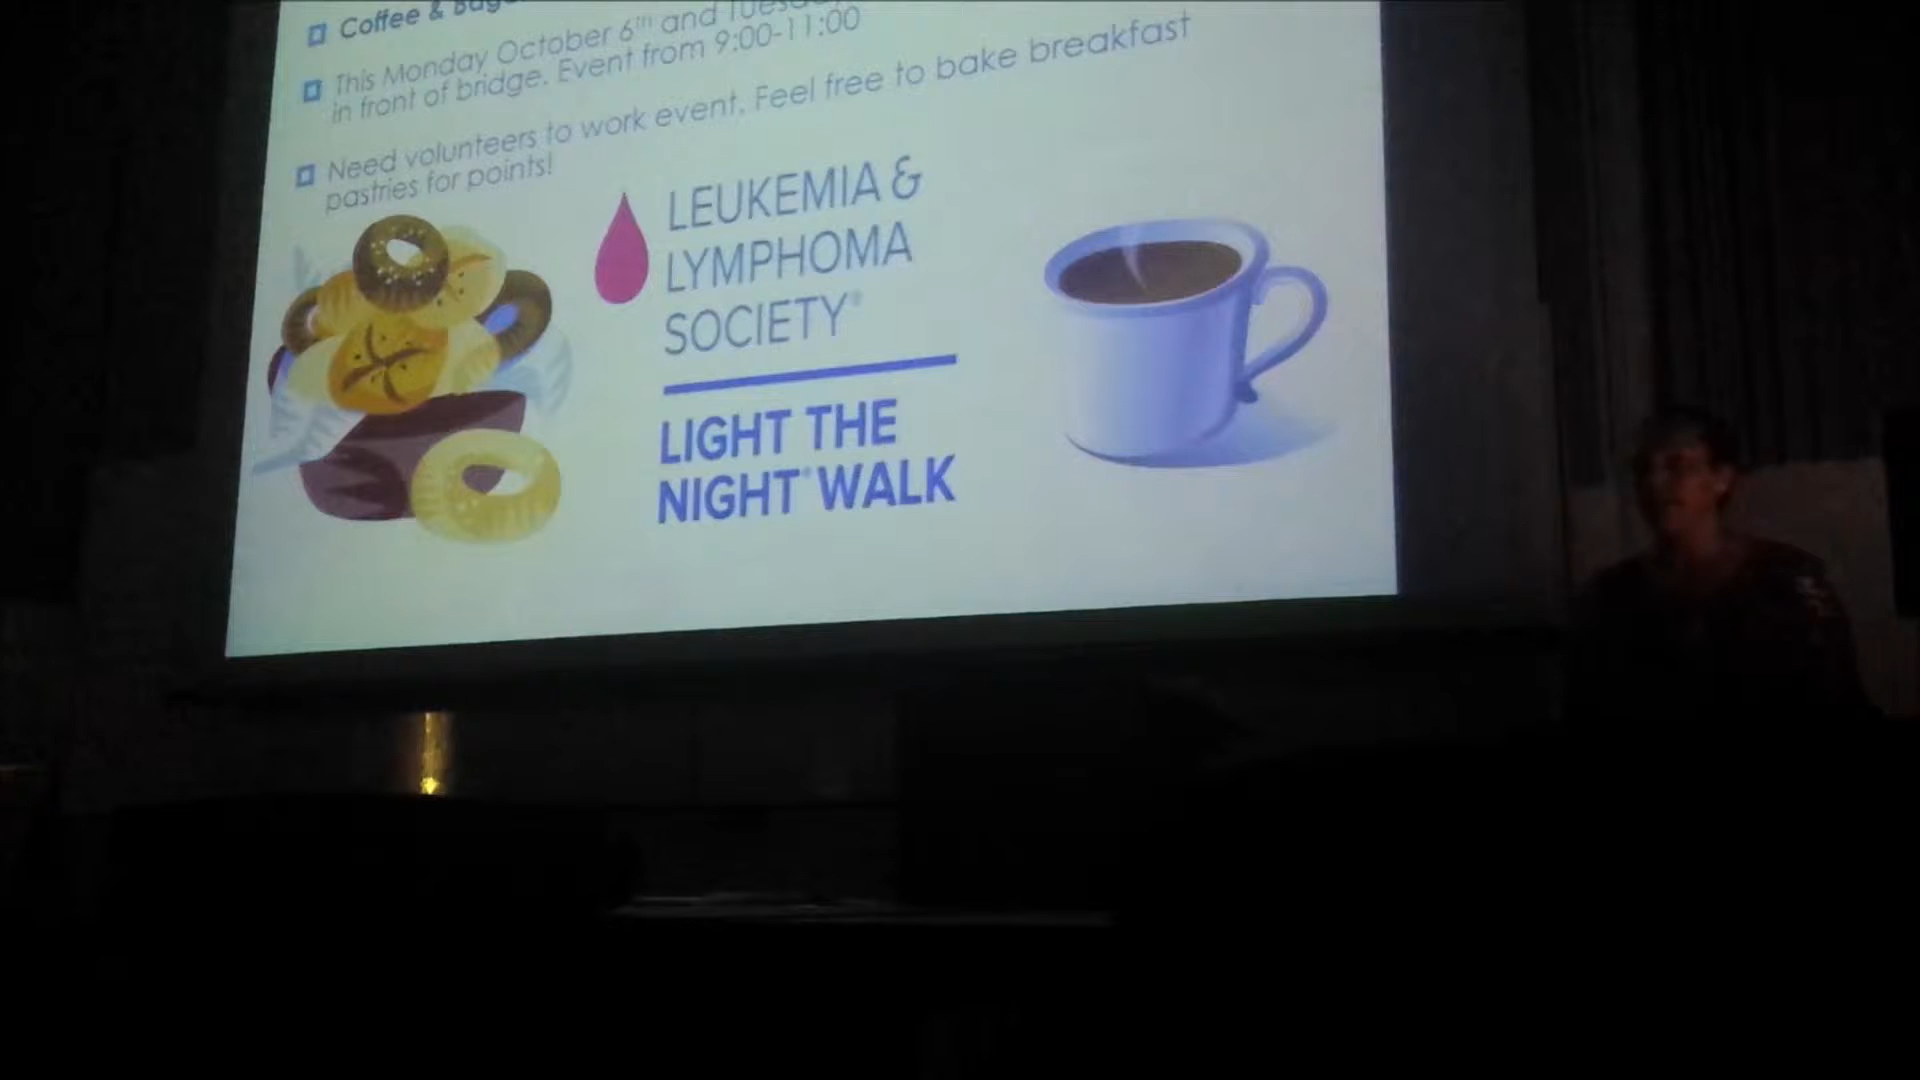 Coffee &
This Monday October 6th and
in front of bridge. Event from 9:00-11:00
Need volunteers to work event. Feel free to bake breakfast
pastries for points!
LEUKEMIA &
LYMPHOMA
SOCIETY®
LIGHT THE
NIGHT® WALK